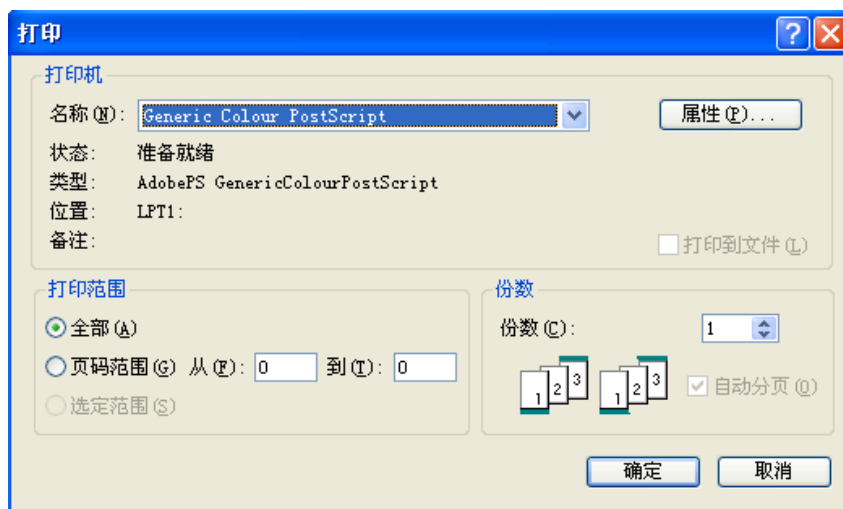 打印
打印机
名称(N): Generic Colour PostScript 属性(P)...
状态: 准备就绪
类型: AdobePS GenericColourPostScript
位置: LPT1:
备注: 打印到文件(L)
打印范围
全部(A)
页码范围(G) 从(F): 0 到(T): 0
选定范围(S)
份数
份数(C): 1
1 2 3 1 2 3 自动分页(O)
确定 取消